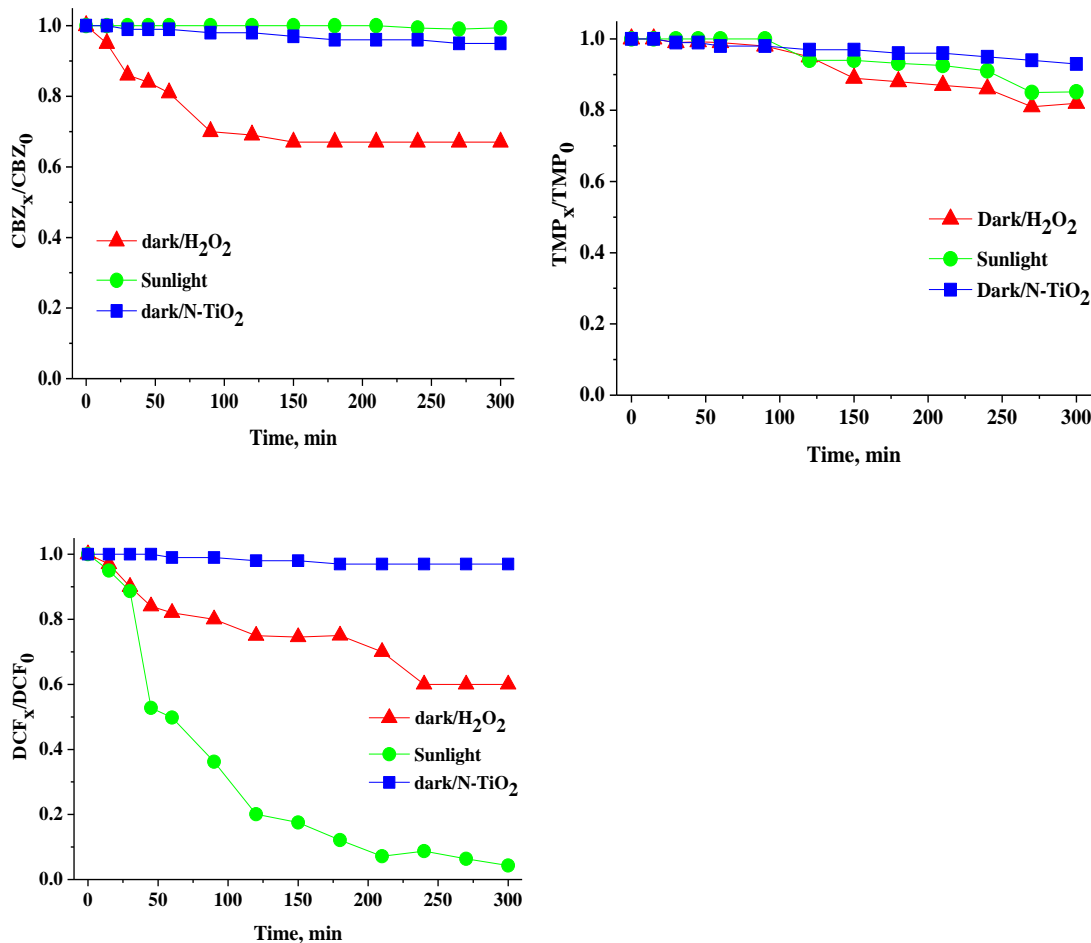 1.0
0.8
0.6
0.4
0.2
0.0
CBZx/CBZ0
dark/H2O2
Sunlight
dark/N-TiO2
0 50 100 150 200 250 300
Time, min
1.0
0.8
0.6
0.4
0.2
0.0
TMPx/TMP0
Dark/H2O2
Sunlight
Dark/N-TiO2
0 50 100 150 200 250 300
Time, min
1.0
0.8
0.6
0.4
0.2
0.0
DCFx/DCF0
dark/H2O2
Sunlight
dark/N-TiO2
0 50 100 150 200 250 300
Time, min